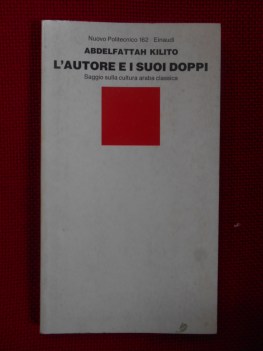 Nuovo Politecnico 162 Einaudi
ABDELFATTAH KILITO
L'AUTORE E I SUOI DOPPI
Saggio sulla cultura araba classica